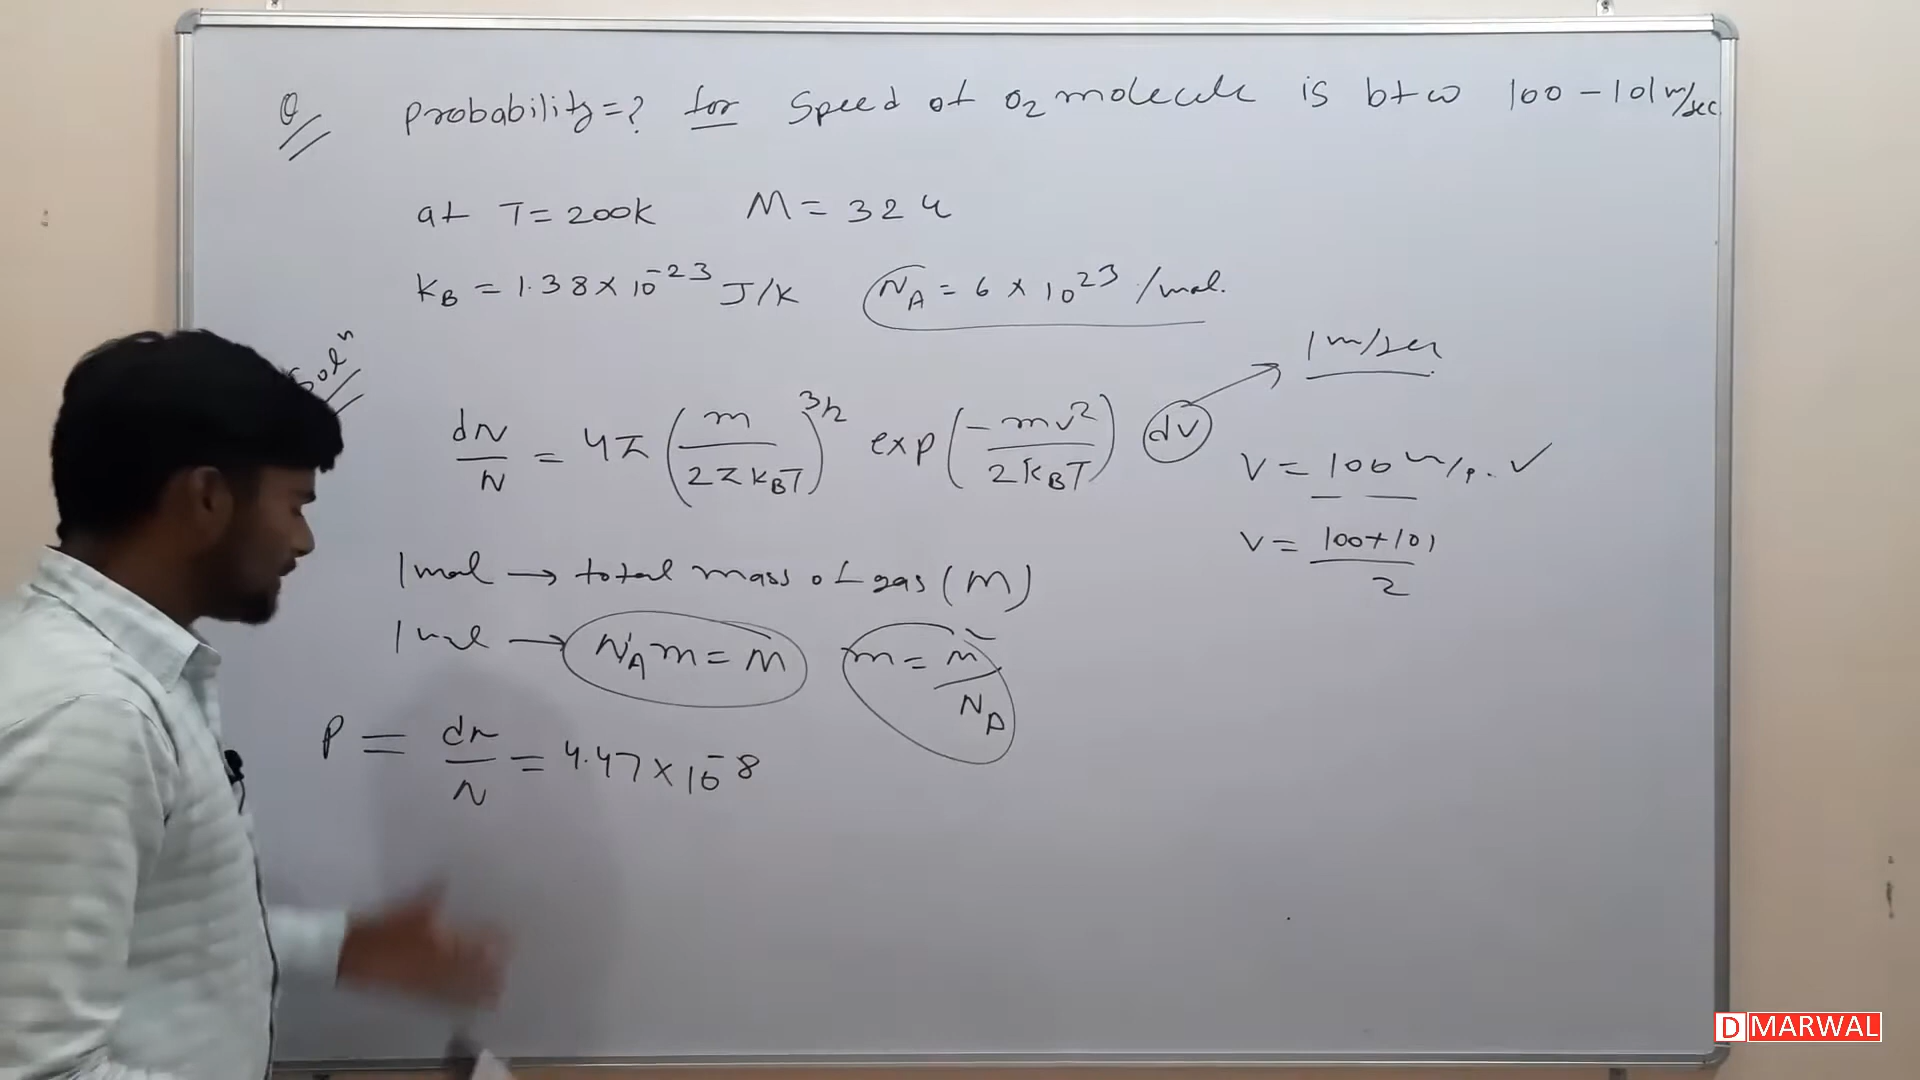 Q Probability = ? for Speed of O2 molecule is btw 100 - 101 m/sec
at T = 200K M = 32 u
kB = 1.38 × 10^-23 J/K NA = 6 × 10^23 /mol.
Soln
1 m/sec
dN/N = 4π (m/2πkBT)^3/2 exp(-mv²/2kBT) dv
V = 100 m/s. ✓
V = 100+101/2
1 mol → total mass of gas (M)
1 mol → NA m = M m = M/NA
P = dN/N = 4.47 × 10^-8
D MARWAL